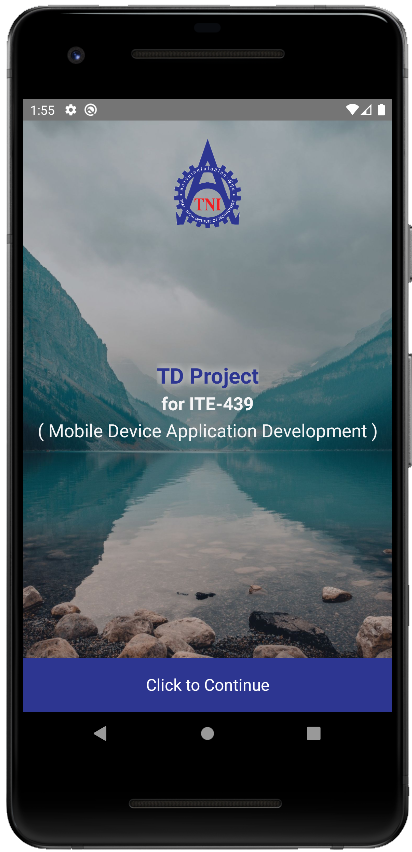 1:55
TNI
TD Project
for ITE-439
( Mobile Device Application Development )
Click to Continue